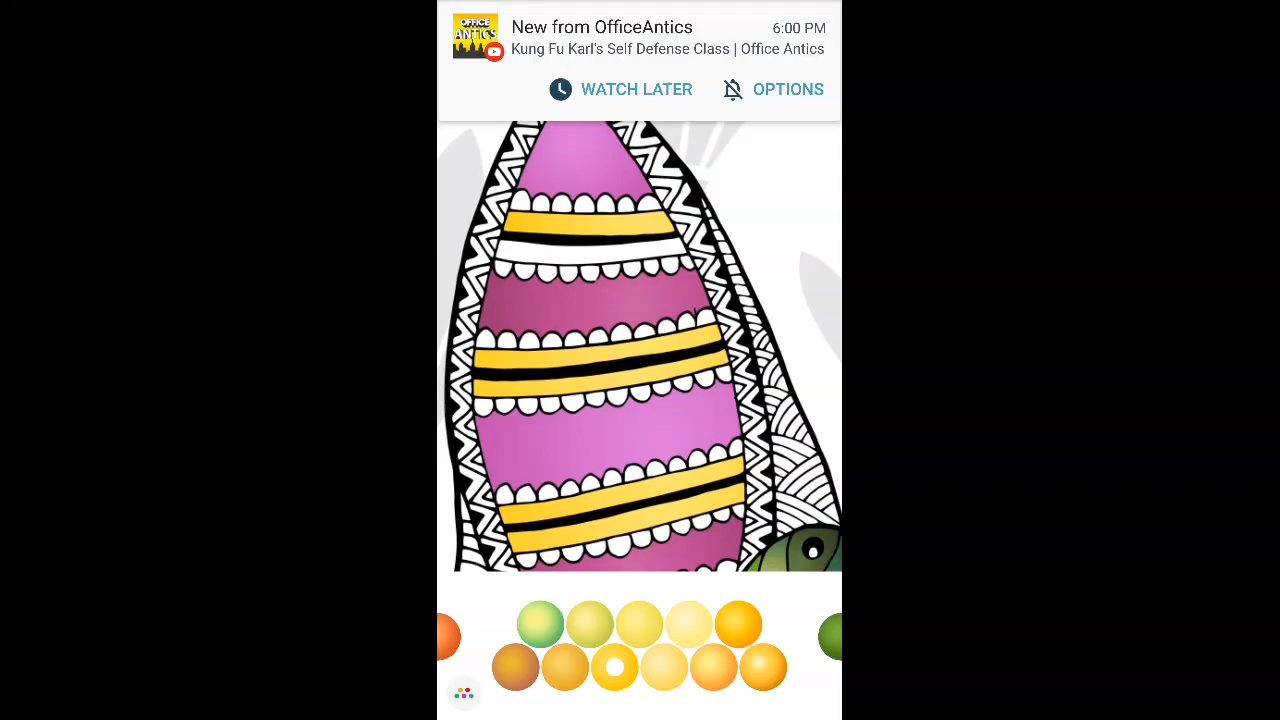 OFFICE
ANTICS
New from OfficeAntics
6:00 PM
Kung Fu Karl's Self Defense Class | Office Antics
WATCH LATER
OPTIONS